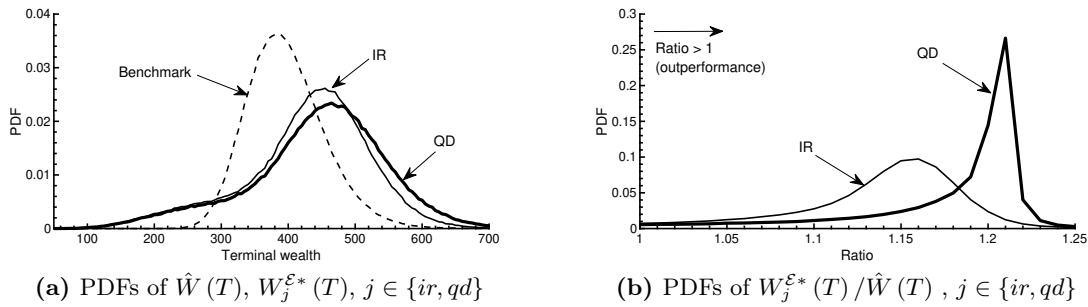 0.04
0.03
0.02
0.01
0.00
PDF
Benchmark
IR
QD
100 200 300 400 500 600 700
Terminal wealth
(a) PDFs of Ŵ (T), W_j^{ℰ*} (T), j ∈ {ir, qd}
0.3
0.25
0.2
0.15
0.1
0.05
0
PDF
Ratio > 1
(outperformance)
QD
IR
1 1.05 1.1 1.15 1.2 1.25
Ratio
(b) PDFs of W_j^{ℰ*} (T) /Ŵ (T) , j ∈ {ir, qd}